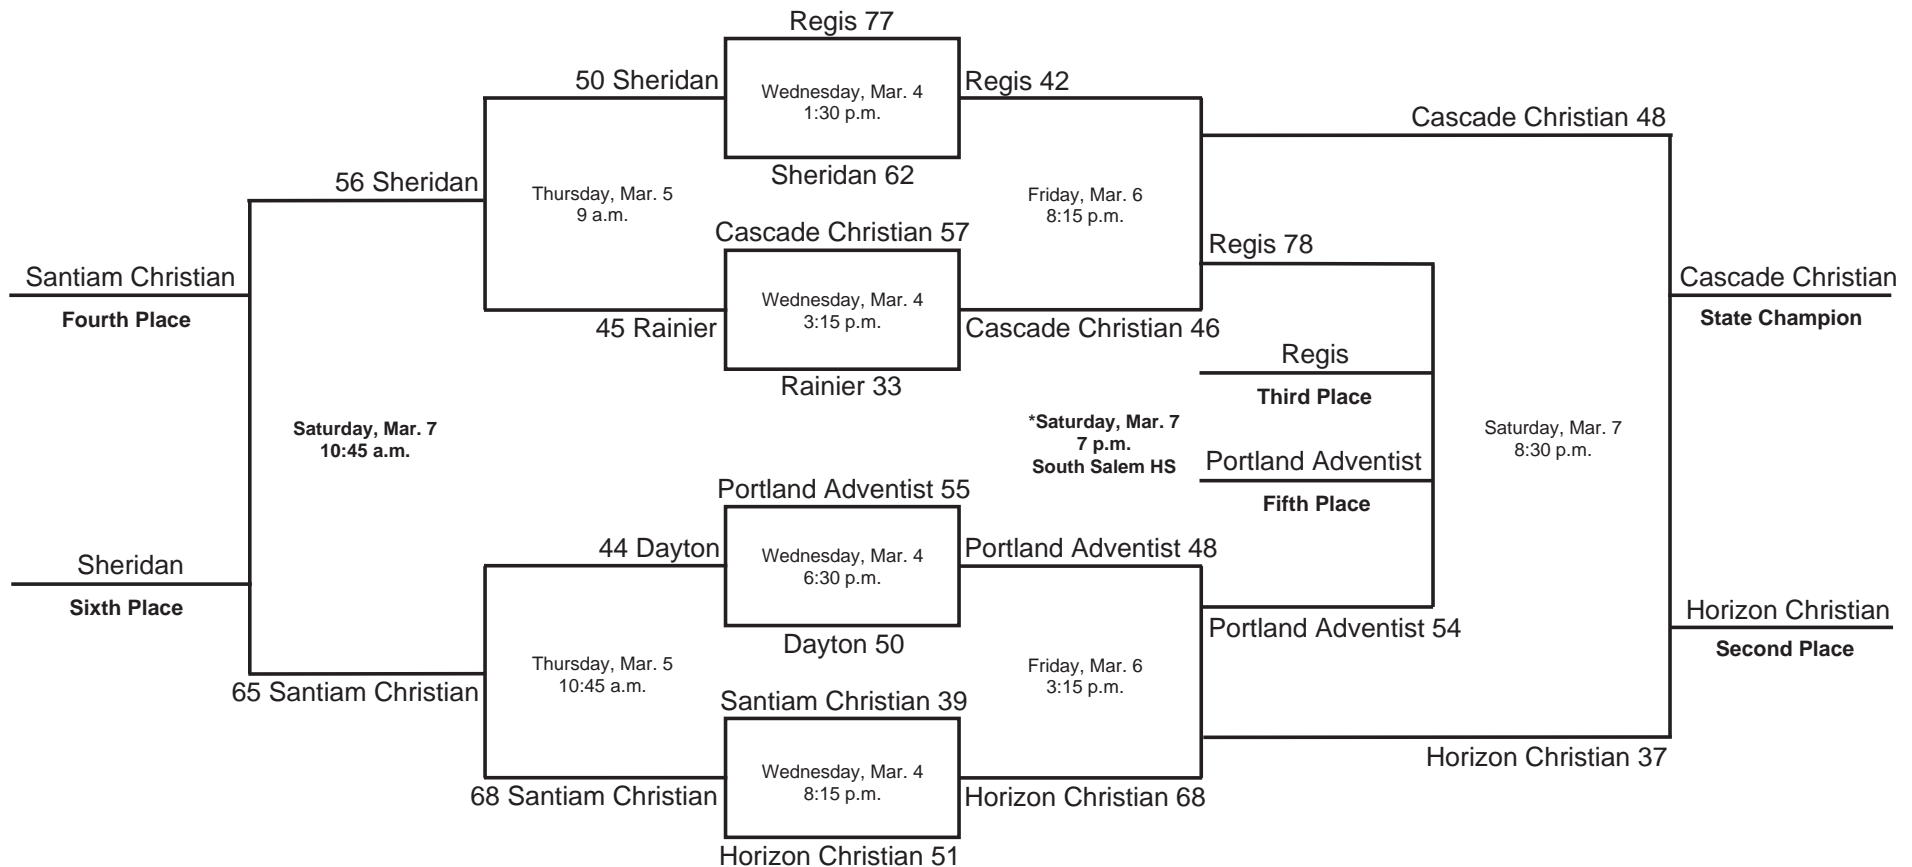 Regis 77
50 Sheridan
Wednesday, Mar. 4
1:30 p.m.
Regis 42
Cascade Christian 48
Sheridan 62
56 Sheridan
Thursday, Mar. 5
9 a.m.
Friday, Mar. 6
8:15 p.m.
Cascade Christian 57
Regis 78
Santiam Christian
Fourth Place
Wednesday, Mar. 4
3:15 p.m.
Cascade Christian
State Champion
45 Rainier
Cascade Christian 46
Rainier 33
Regis
Third Place
Saturday, Mar. 7
10:45 a.m.
*Saturday, Mar. 7
7 p.m.
South Salem HS
Saturday, Mar. 7
8:30 p.m.
Portland Adventist
Fifth Place
Portland Adventist 55
44 Dayton
Wednesday, Mar. 4
6:30 p.m.
Portland Adventist 48
Sheridan
Sixth Place
Horizon Christian
Second Place
Dayton 50
Portland Adventist 54
Thursday, Mar. 5
10:45 a.m.
Friday, Mar. 6
3:15 p.m.
65 Santiam Christian
Santiam Christian 39
Horizon Christian 37
Wednesday, Mar. 4
8:15 p.m.
68 Santiam Christian
Horizon Christian 68
Horizon Christian 51